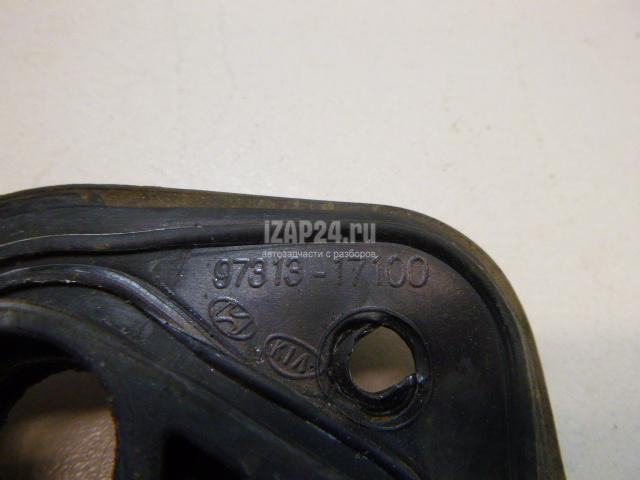 IZAP24.ru
автозапчасти с разборов
97313-17100
KIA